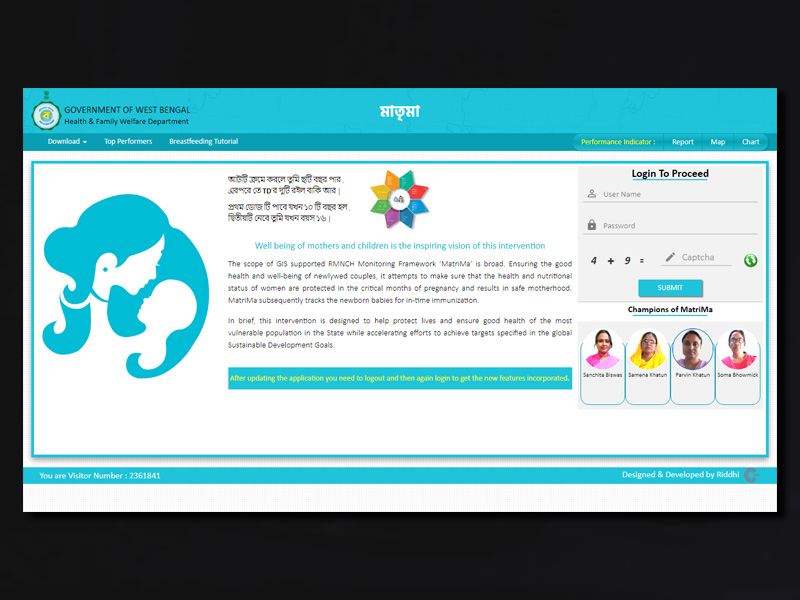 GOVERNMENT OF WEST BENGAL
Health & Family Welfare Department
মাতৃমা
Download
Top Performers
Breastfeeding Tutorial
Performance Indicator :
Report
Map
Chart
আটটি ক্রমে করলে তুমি ছটি বছর পার ,
এরপরে তে TD'র দুটি রইল বাকি আর |
প্রথম ডোজ টি পাবে যখন ১০ টি বছর হল ,
দ্বিতীয়টি নেবে তুমি যখন বয়স ১৬ |
Well being of mothers and children is the inspiring vision of this intervention
The scope of GIS supported RMNCH Monitoring Framework 'MatriMa' is broad. Ensuring the good
health and well-being of newlywed couples, it attempts to make sure that the health and nutritional
status of women are protected in the critical months of pregnancy and results in safe motherhood.
MatriMa subsequently tracks the newborn babies for in-time immunization.
In brief, this intervention is designed to help protect lives and ensure good health of the most
vulnerable population in the State while accelerating efforts to achieve targets specified in the global
Sustainable Development Goals.
After updating the application you need to logout and then again login to get the new features incorporated.
Login To Proceed
User Name
Password
4 + 9 =
Captcha
SUBMIT
Champions of MatriMa
Sanchita Biswas
Samena Khatun
Parvin Khatun
Soma Bhowmick
You are Visitor Number : 2361841
Designed & Developed by Riddhi